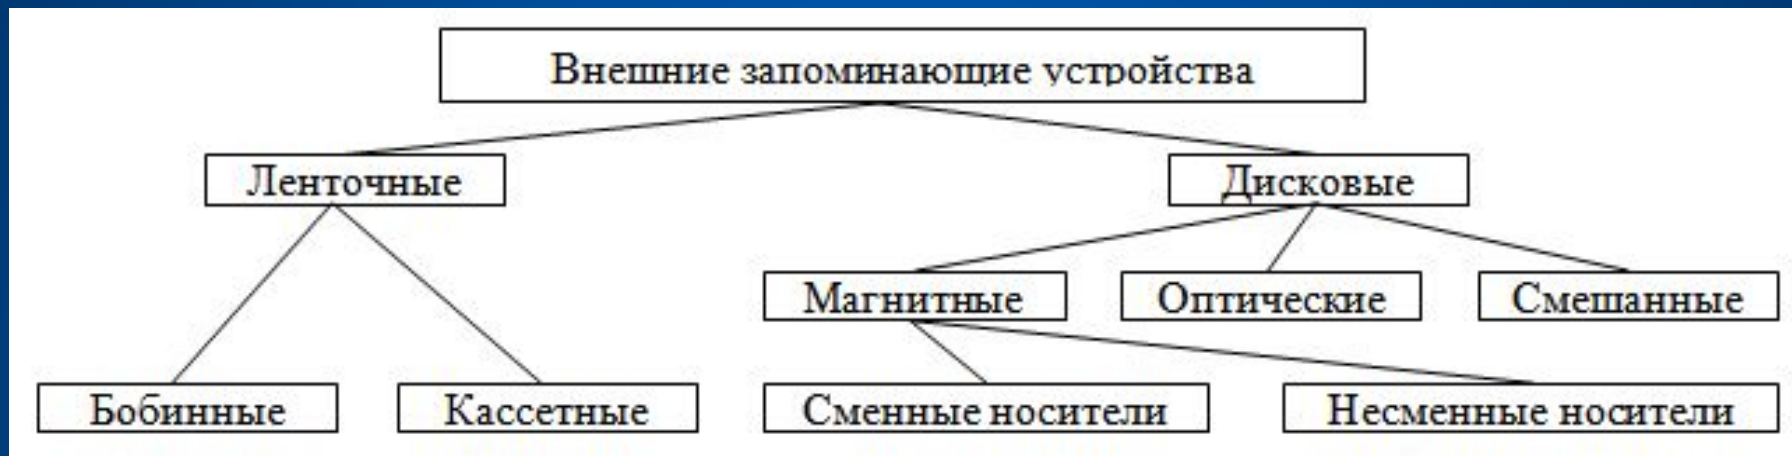 Внешние запоминающие устройства
Ленточные
Дисковые
Магнитные
Оптические
Смешанные
Бобинные
Кассетные
Сменные носители
Несменные носители